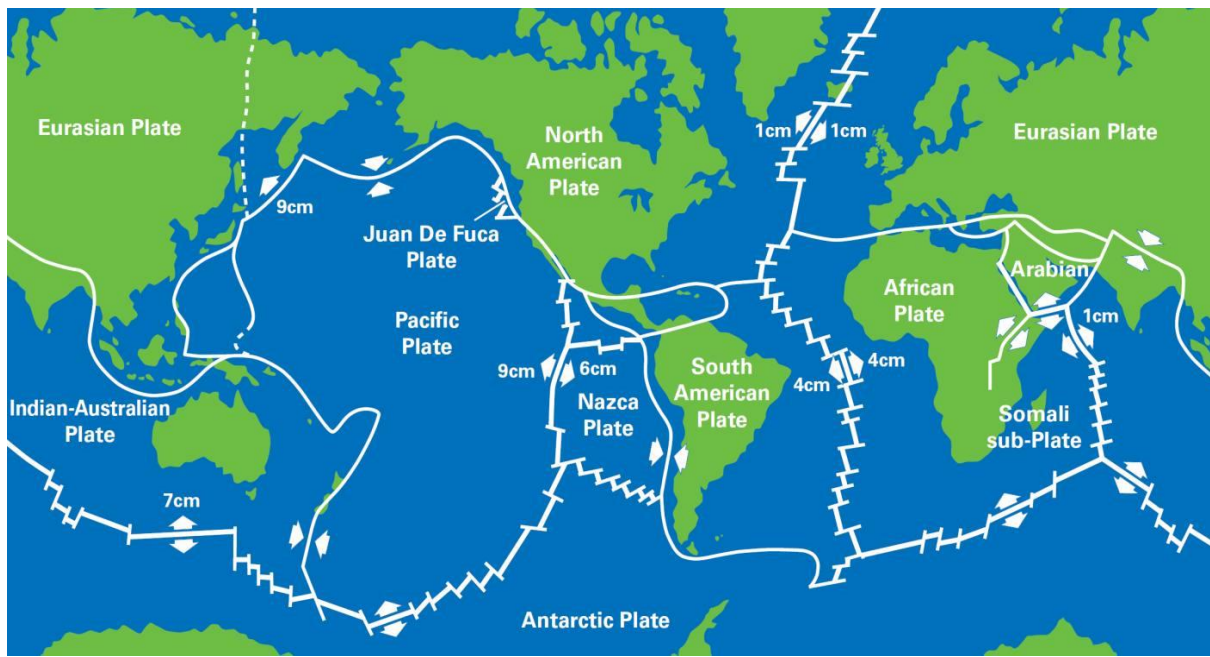 Eurasian Plate
9cm
North
American
Plate
Juan De Fuca
Plate
Pacific
Plate
1cm
1cm
Eurasian Plate
Arabian
African
Plate
1cm
9cm
6cm
Nazca
Plate
South
American
Plate
4cm
4cm
Somali
sub-Plate
Indian-Australian
Plate
7cm
Antarctic Plate